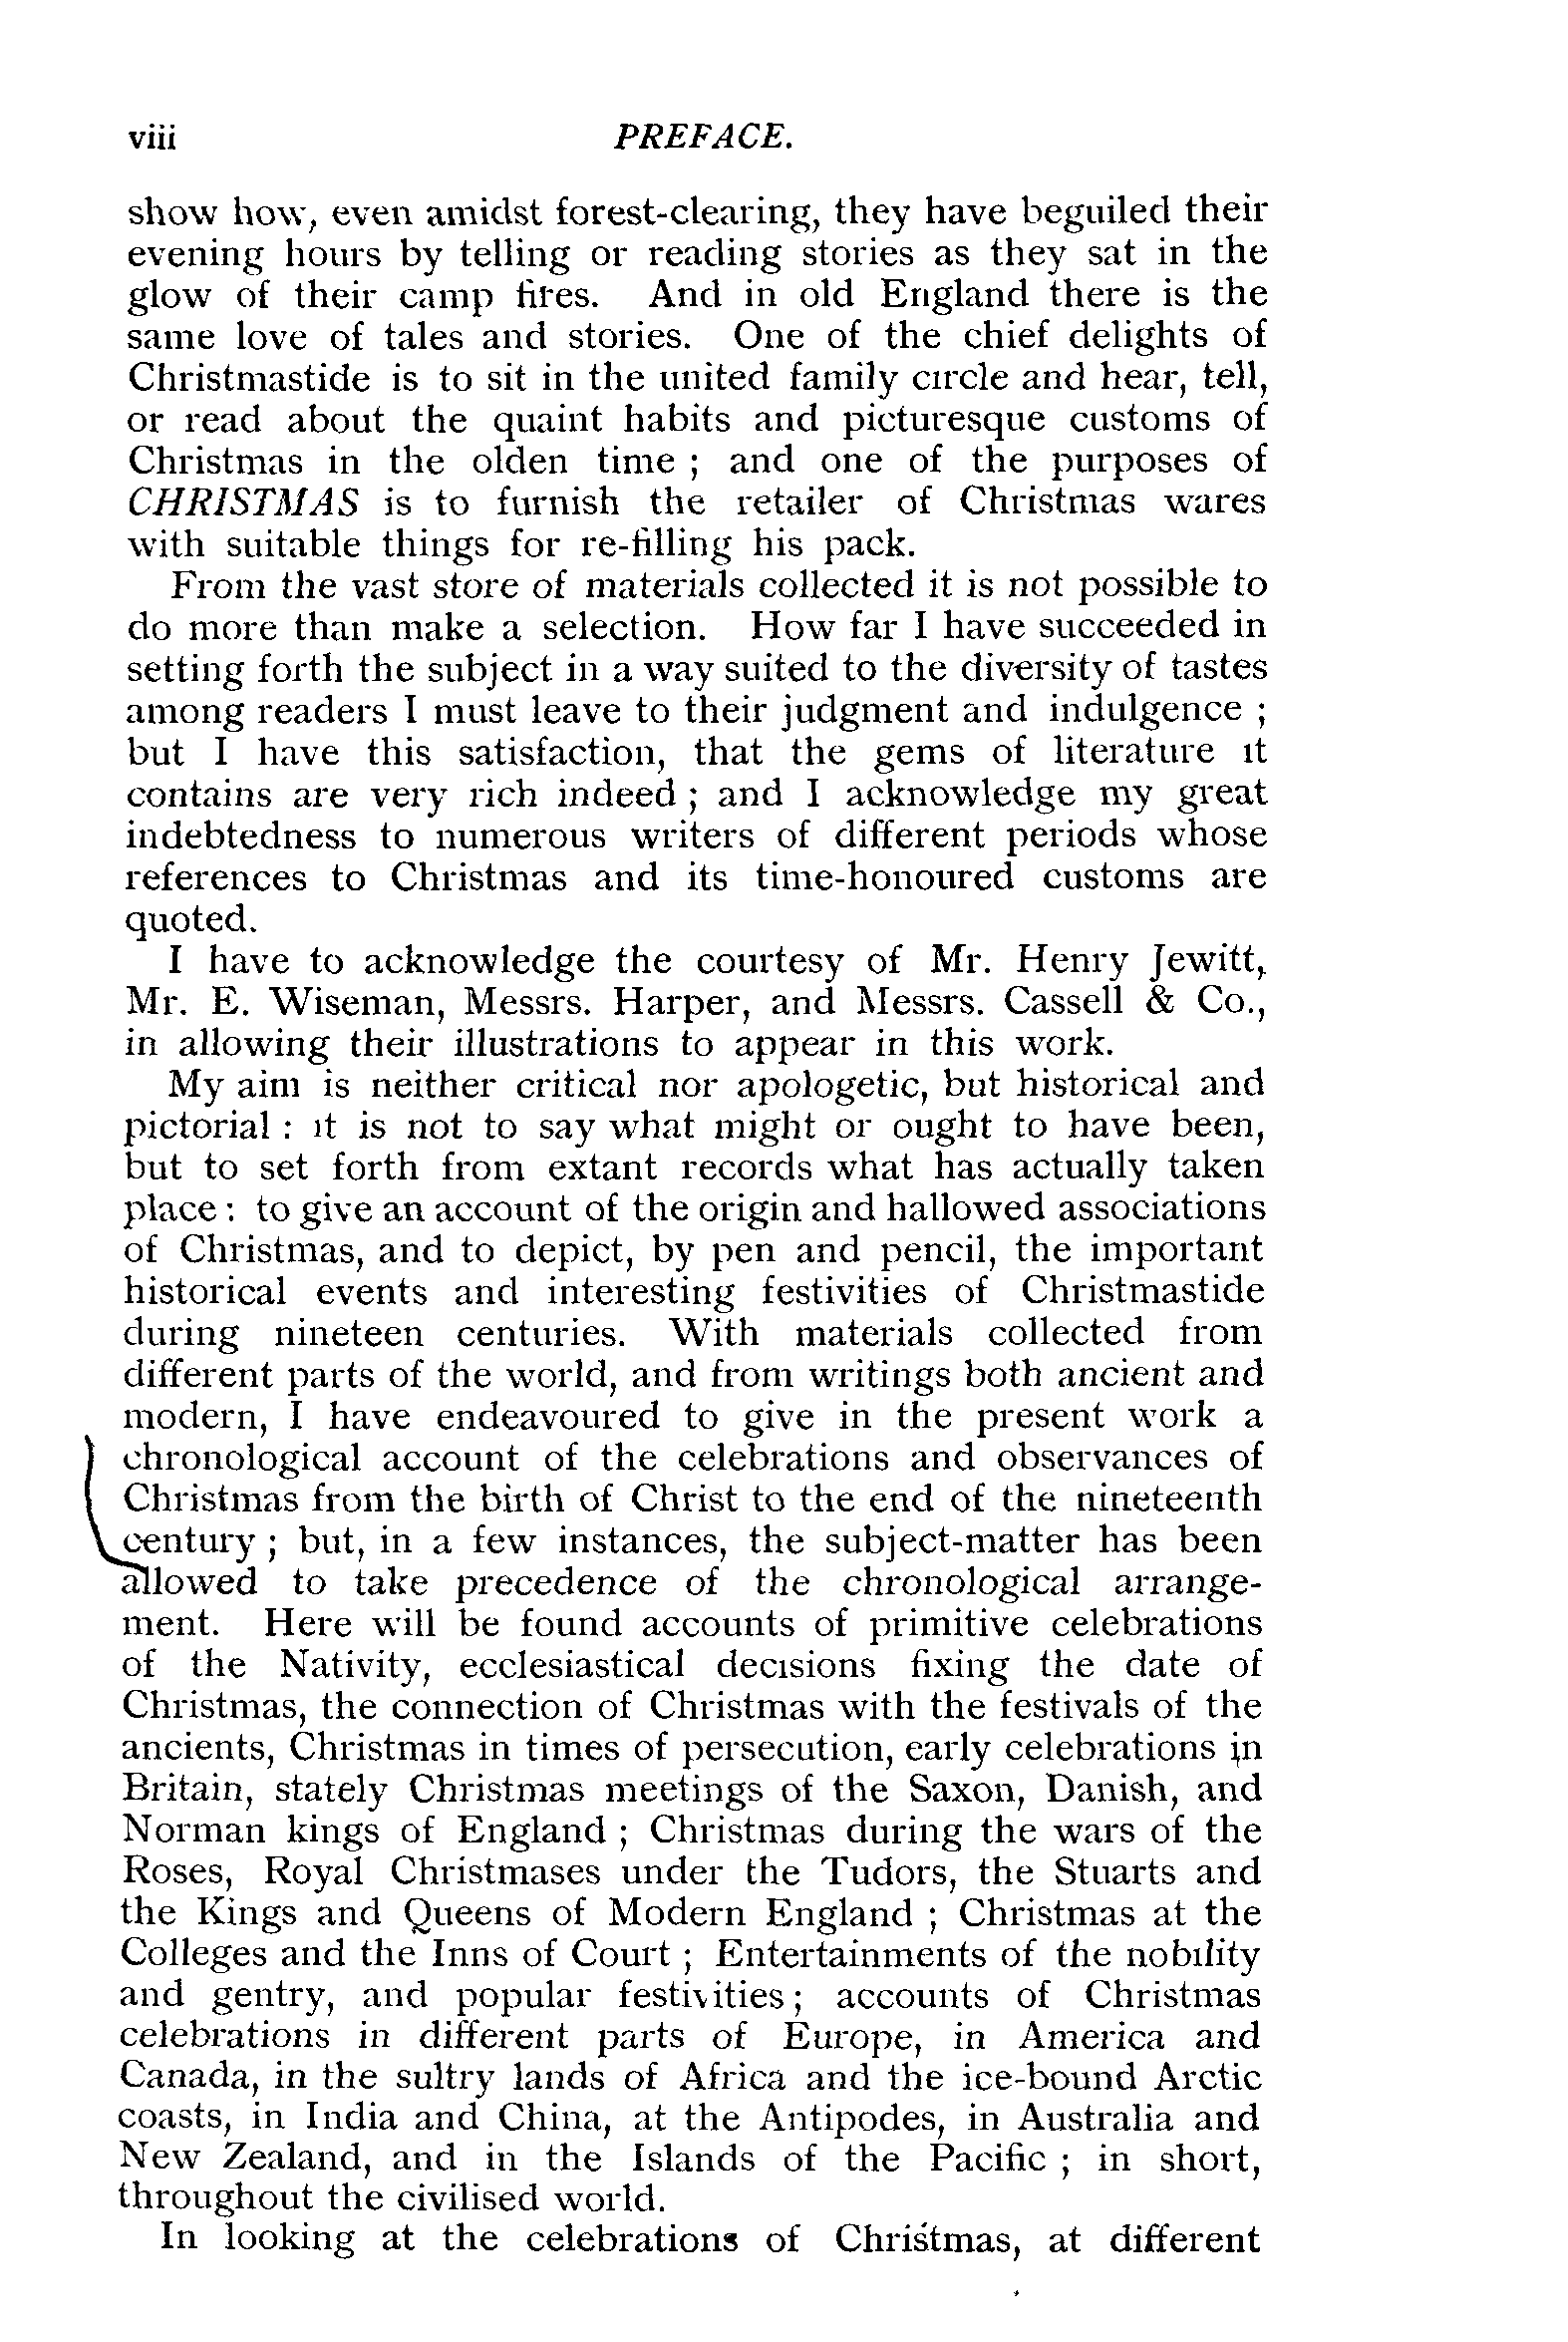 viii PREFACE.
show how, even amidst forest-clearing, they have beguiled their
evening hours by telling or reading stories as they sat in the
glow of their camp fires. And in old England there is the
same love of tales and stories. One of the chief delights of
Christmastide is to sit in the united family circle and hear, tell,
or read about the quaint habits and picturesque customs of
Christmas in the olden time ; and one of the purposes of
CHRISTMAS is to furnish the retailer of Christmas wares
with suitable things for re-filling his pack.
From the vast store of materials collected it is not possible to
do more than make a selection. How far I have succeeded in
setting forth the subject in a way suited to the diversity of tastes
among readers I must leave to their judgment and indulgence ;
but I have this satisfaction, that the gems of literature it
contains are very rich indeed ; and I acknowledge my great
indebtedness to numerous writers of different periods whose
references to Christmas and its time-honoured customs are
quoted.
I have to acknowledge the courtesy of Mr. Henry Jewitt,
Mr. E. Wiseman, Messrs. Harper, and Messrs. Cassell & Co.,
in allowing their illustrations to appear in this work.
My aim is neither critical nor apologetic, but historical and
pictorial : it is not to say what might or ought to have been,
but to set forth from extant records what has actually taken
place : to give an account of the origin and hallowed associations
of Christmas, and to depict, by pen and pencil, the important
historical events and interesting festivities of Christmastide
during nineteen centuries. With materials collected from
different parts of the world, and from writings both ancient and
modern, I have endeavoured to give in the present work a
chronological account of the celebrations and observances of
Christmas from the birth of Christ to the end of the nineteenth
century ; but, in a few instances, the subject-matter has been
allowed to take precedence of the chronological arrange-
ment. Here will be found accounts of primitive celebrations
of the Nativity, ecclesiastical decisions fixing the date of
Christmas, the connection of Christmas with the festivals of the
ancients, Christmas in times of persecution, early celebrations in
Britain, stately Christmas meetings of the Saxon, Danish, and
Norman kings of England ; Christmas during the wars of the
Roses, Royal Christmases under the Tudors, the Stuarts and
the Kings and Queens of Modern England ; Christmas at the
Colleges and the Inns of Court ; Entertainments of the nobility
and gentry, and popular festivities ; accounts of Christmas
celebrations in different parts of Europe, in America and
Canada, in the sultry lands of Africa and the ice-bound Arctic
coasts, in India and China, at the Antipodes, in Australia and
New Zealand, and in the Islands of the Pacific ; in short,
throughout the civilised world.
In looking at the celebrations of Christmas, at different